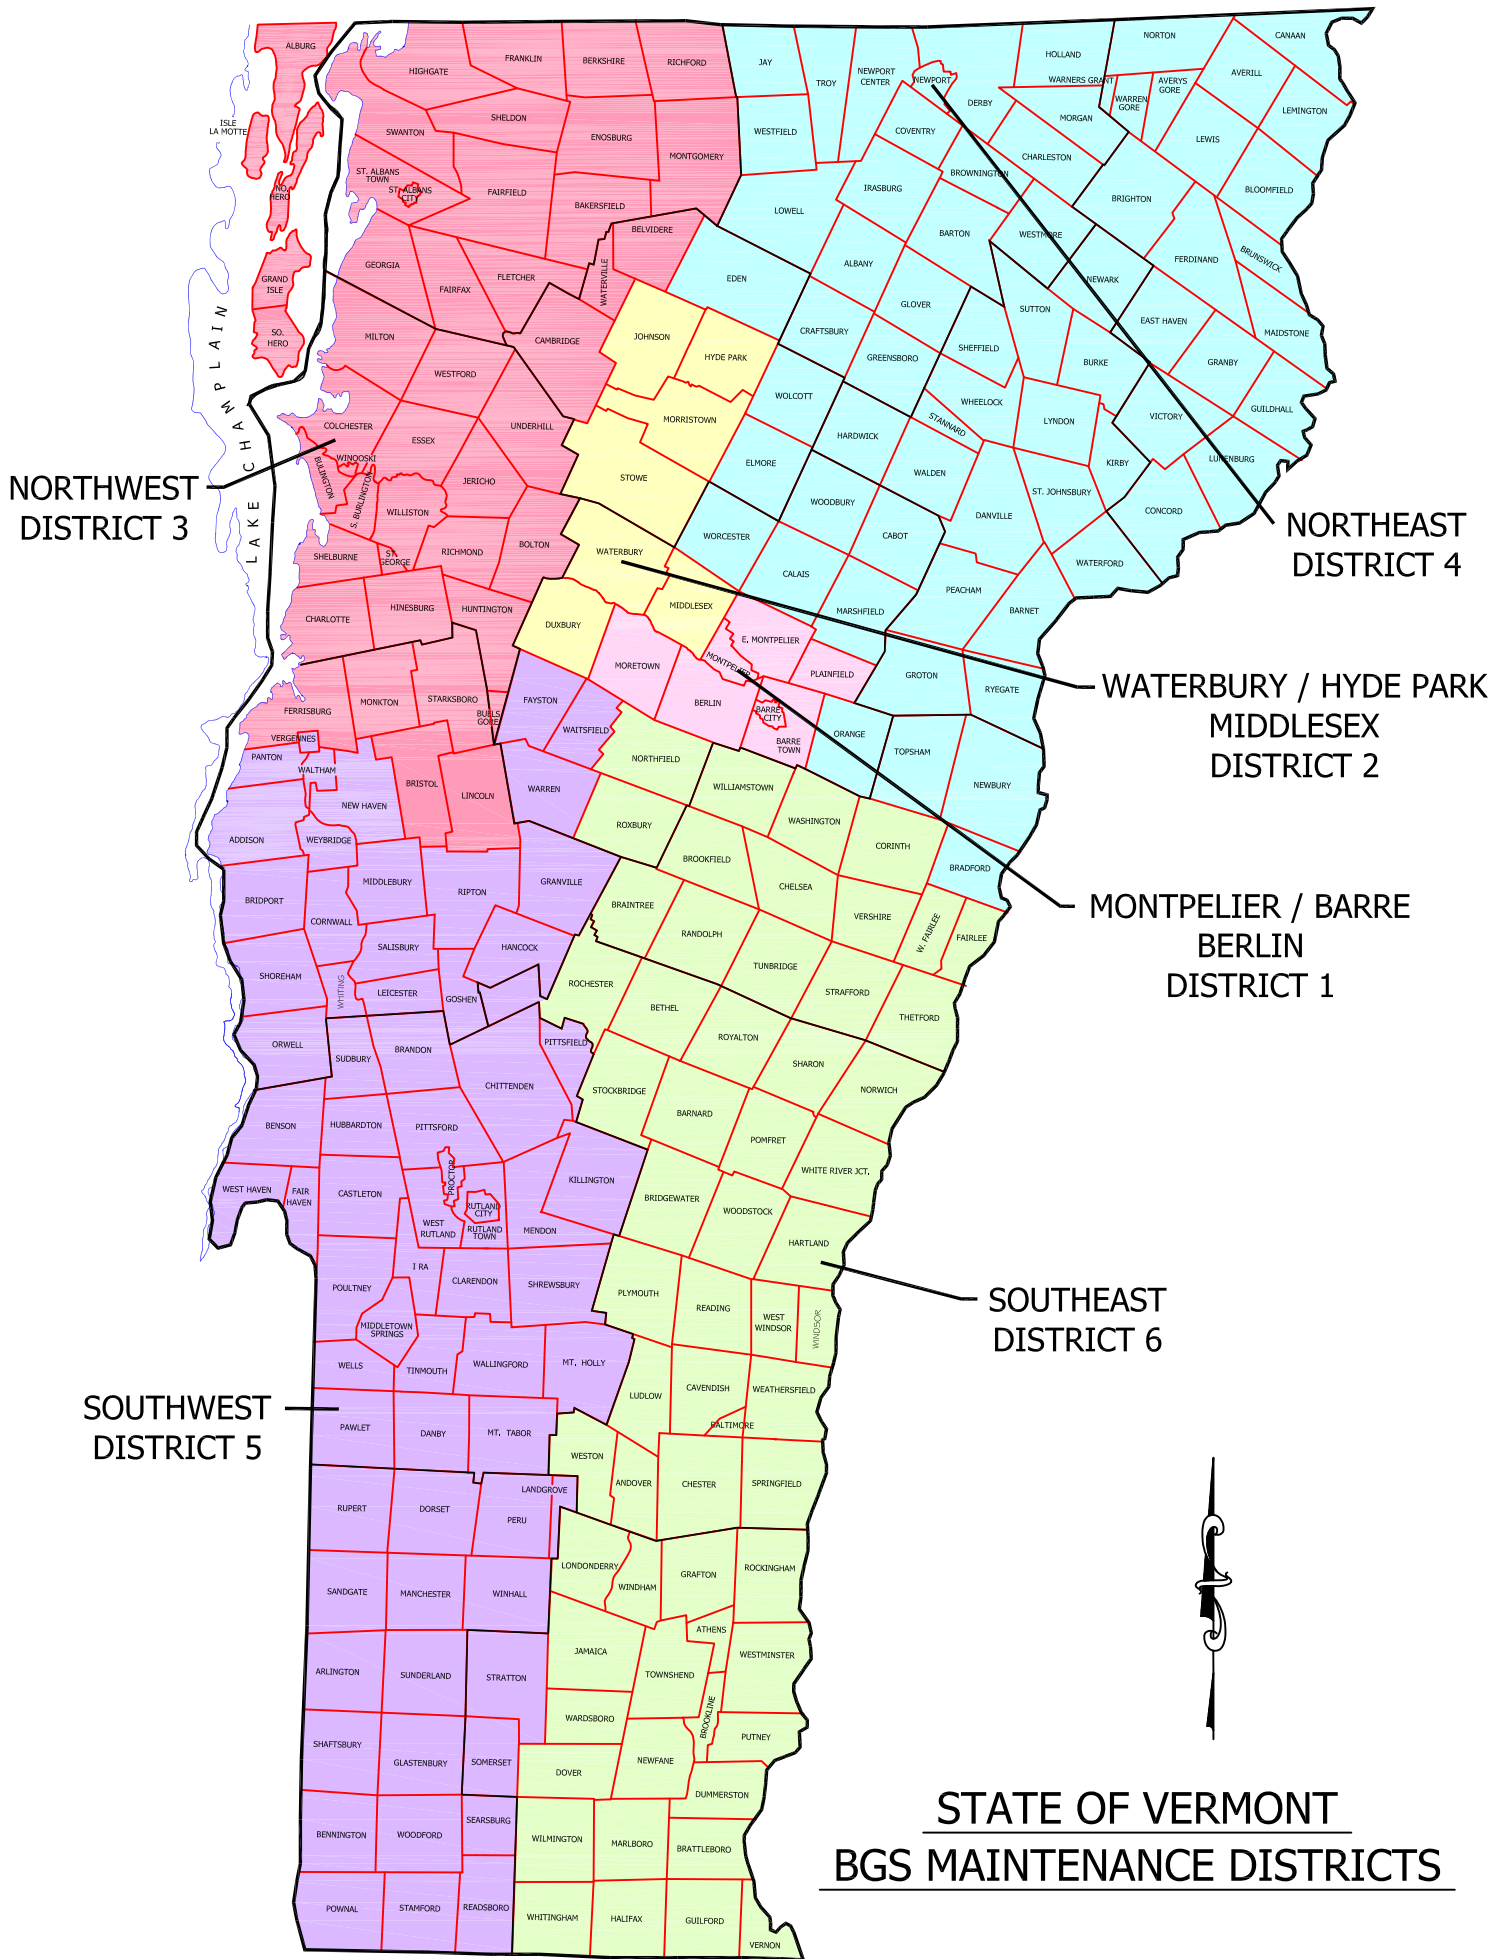 ALBURG
HIGHGATE
FRANKLIN
BERKSHIRE
RICHFORD
JAY
TROY
NEWPORT
CENTER
NEWPORT
DERBY
HOLLAND
WARNERS GRANT
NORTON
WARREN
GORE
AVERYS
GORE
AVERILL
CANAAN
LEMINGTON
ISLE
LA MOTTE
SWANTON
SHELDON
ENOSBURG
MONTGOMERY
WESTFIELD
COVENTRY
MORGAN
CHARLESTON
LEWIS
BLOOMFIELD
NO.
HERO
ST. ALBANS
TOWN
ST. ALBANS
CITY
FAIRFIELD
BAKERSFIELD
BELVIDERE
LOWELL
IRASBURG
BROWNINGTON
BRIGHTON
GRAND
ISLE
GEORGIA
FAIRFAX
FLETCHER
WATERVILLE
EDEN
ALBANY
BARTON
WESTMORE
NEWARK
FERDINAND
BRUNSWICK
SO.
HERO
MILTON
WESTFORD
CAMBRIDGE
JOHNSON
HYDE PARK
CRAFTSBURY
GLOVER
GREENSBORO
SHEFFIELD
SUTTON
BURKE
EAST HAVEN
GRANBY
MAIDSTONE
LAKE CHAMPLAIN
COLCHESTER
ESSEX
UNDERHILL
MORRISTOWN
WOLCOTT
HARDWICK
STANNARD
WHEELOCK
LYNDON
VICTORY
GUILDHALL
WINOOSKI
BULINGTON
S. BURLINGTON
WILLISTON
JERICHO
STOWE
ELMORE
WOODBURY
WALDEN
ST. JOHNSBURY
KIRBY
LUNENBURG
CONCORD
NORTHWEST
DISTRICT 3
NORTHEAST
DISTRICT 4
SHELBURNE
ST.
GEORGE
RICHMOND
BOLTON
WATERBURY
WORCESTER
CALAIS
CABOT
DANVILLE
WATERFORD
CHARLOTTE
HINESBURG
HUNTINGTON
DUXBURY
MIDDLESEX
E. MONTPELIER
MARSHFIELD
PEACHAM
BARNET
MORETOWN
MONTPELIER
PLAINFIELD
GROTON
RYEGATE
WATERBURY / HYDE PARK
MIDDLESEX
DISTRICT 2
FERRISBURG
MONKTON
STARKSBORO
BUELS
GORE
FAYSTON
WAITSFIELD
BERLIN
BARRE
CITY
BARRE
TOWN
ORANGE
TOPSHAM
NEWBURY
VERGENNES
PANTON
WALTHAM
NEW HAVEN
BRISTOL
LINCOLN
WARREN
NORTHFIELD
WILLIAMSTOWN
WASHINGTON
CORINTH
BRADFORD
ADDISON
WEYBRIDGE
MIDDLEBURY
RIPTON
GRANVILLE
ROXBURY
BROOKFIELD
CHELSEA
VERSHIRE
W. FAIRLEE
FAIRLEE
MONTPELIER / BARRE
BERLIN
DISTRICT 1
BRIDPORT
CORNWALL
SALISBURY
HANCOCK
BRAINTREE
RANDOLPH
TUNBRIDGE
STRAFFORD
THETFORD
SHOREHAM
WHITING
LEICESTER
GOSHEN
ROCHESTER
BETHEL
ROYALTON
SHARON
NORWICH
ORWELL
SUDBURY
BRANDON
PITTSFIELD
CHITTENDEN
STOCKBRIDGE
BARNARD
POMFRET
WHITE RIVER JCT.
BENSON
HUBBARDTON
PITTSFORD
PROCTOR
KILLINGTON
BRIDGEWATER
WOODSTOCK
HARTLAND
WEST HAVEN
FAIR
HAVEN
CASTLETON
WEST
RUTLAND
RUTLAND
CITY
RUTLAND
TOWN
MENDON
I RA
CLARENDON
SHREWSBURY
PLYMOUTH
READING
WEST
WINDSOR
WINDSOR
SOUTHEAST
DISTRICT 6
POULTNEY
MIDDLETOWN
SPRINGS
WELLS
TINMOUTH
WALLINGFORD
MT. HOLLY
LUDLOW
CAVENDISH
WEATHERSFIELD
BALTIMORE
SOUTHWEST
DISTRICT 5
PAWLET
DANBY
MT. TABOR
WESTON
ANDOVER
CHESTER
SPRINGFIELD
RUPERT
DORSET
LANDGROVE
PERU
LONDONDERRY
WINDHAM
GRAFTON
ROCKINGHAM
SANDGATE
MANCHESTER
WINHALL
JAMAICA
TOWNSHEND
ATHENS
WESTMINSTER
ARLINGTON
SUNDERLAND
STRATTON
WARDSBORO
BROOKLINE
PUTNEY
SHAFTSBURY
GLASTENBURY
SOMERSET
DOVER
NEWFANE
DUMMERSTON
BENNINGTON
WOODFORD
SEARSBURG
WILMINGTON
MARLBORO
BRATTLEBORO
POWNAL
STAMFORD
READSBORO
WHITINGHAM
HALIFAX
GUILFORD
VERNON
STATE OF VERMONT
BGS MAINTENANCE DISTRICTS